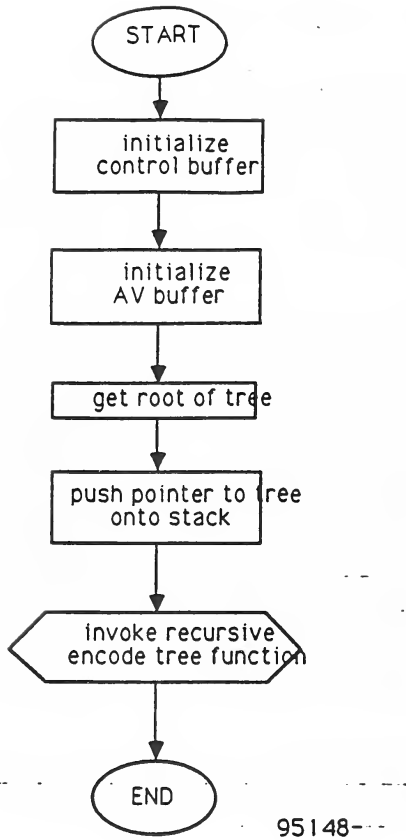 START
initialize
control buffer
initialize
AV buffer
get root of tree
push pointer to tree
onto stack
invoke recursive
encode tree function
END
95148-